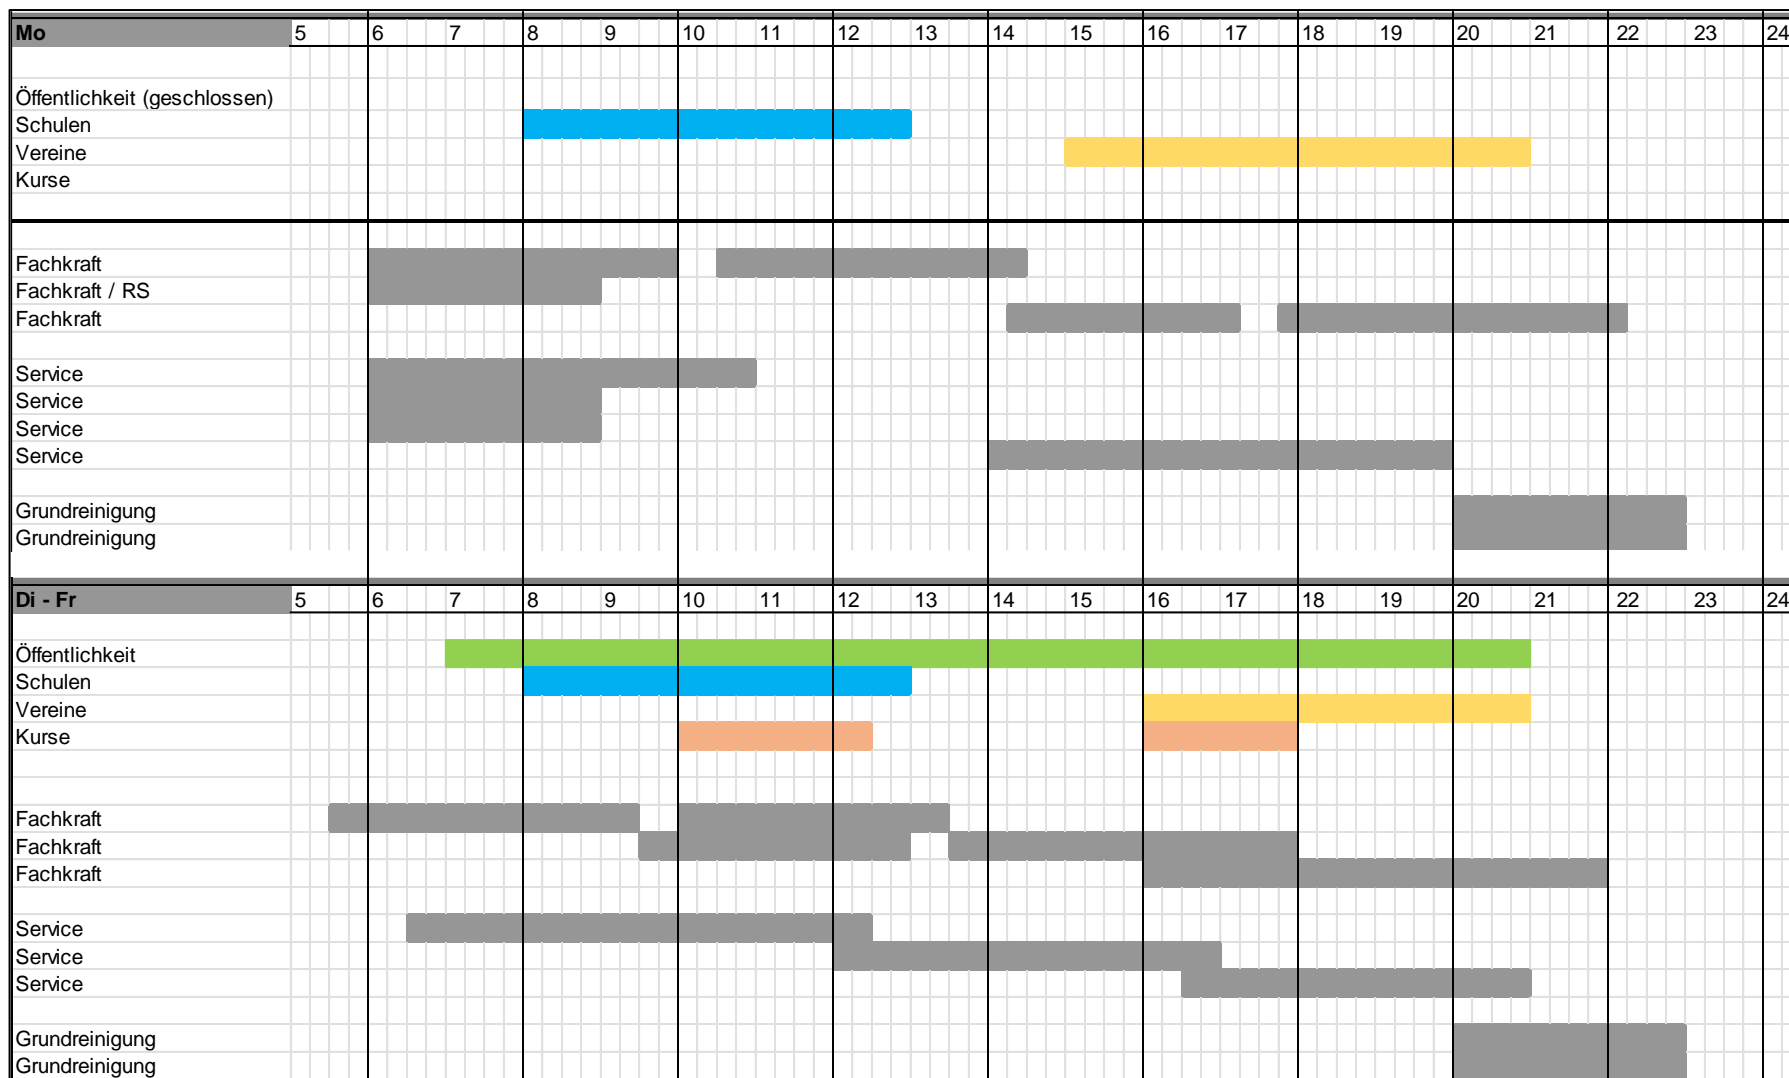 Mo 5 6 7 8 9 10 11 12 13 14 15 16 17 18 19 20 21 22 23 24
Öffentlichkeit (geschlossen)
Schulen
Vereine
Kurse
Fachkraft
Fachkraft / RS
Fachkraft
Service
Service
Service
Service
Grundreinigung
Grundreinigung
Di - Fr 5 6 7 8 9 10 11 12 13 14 15 16 17 18 19 20 21 22 23 24
Öffentlichkeit
Schulen
Vereine
Kurse
Fachkraft
Fachkraft
Fachkraft
Service
Service
Service
Grundreinigung
Grundreinigung